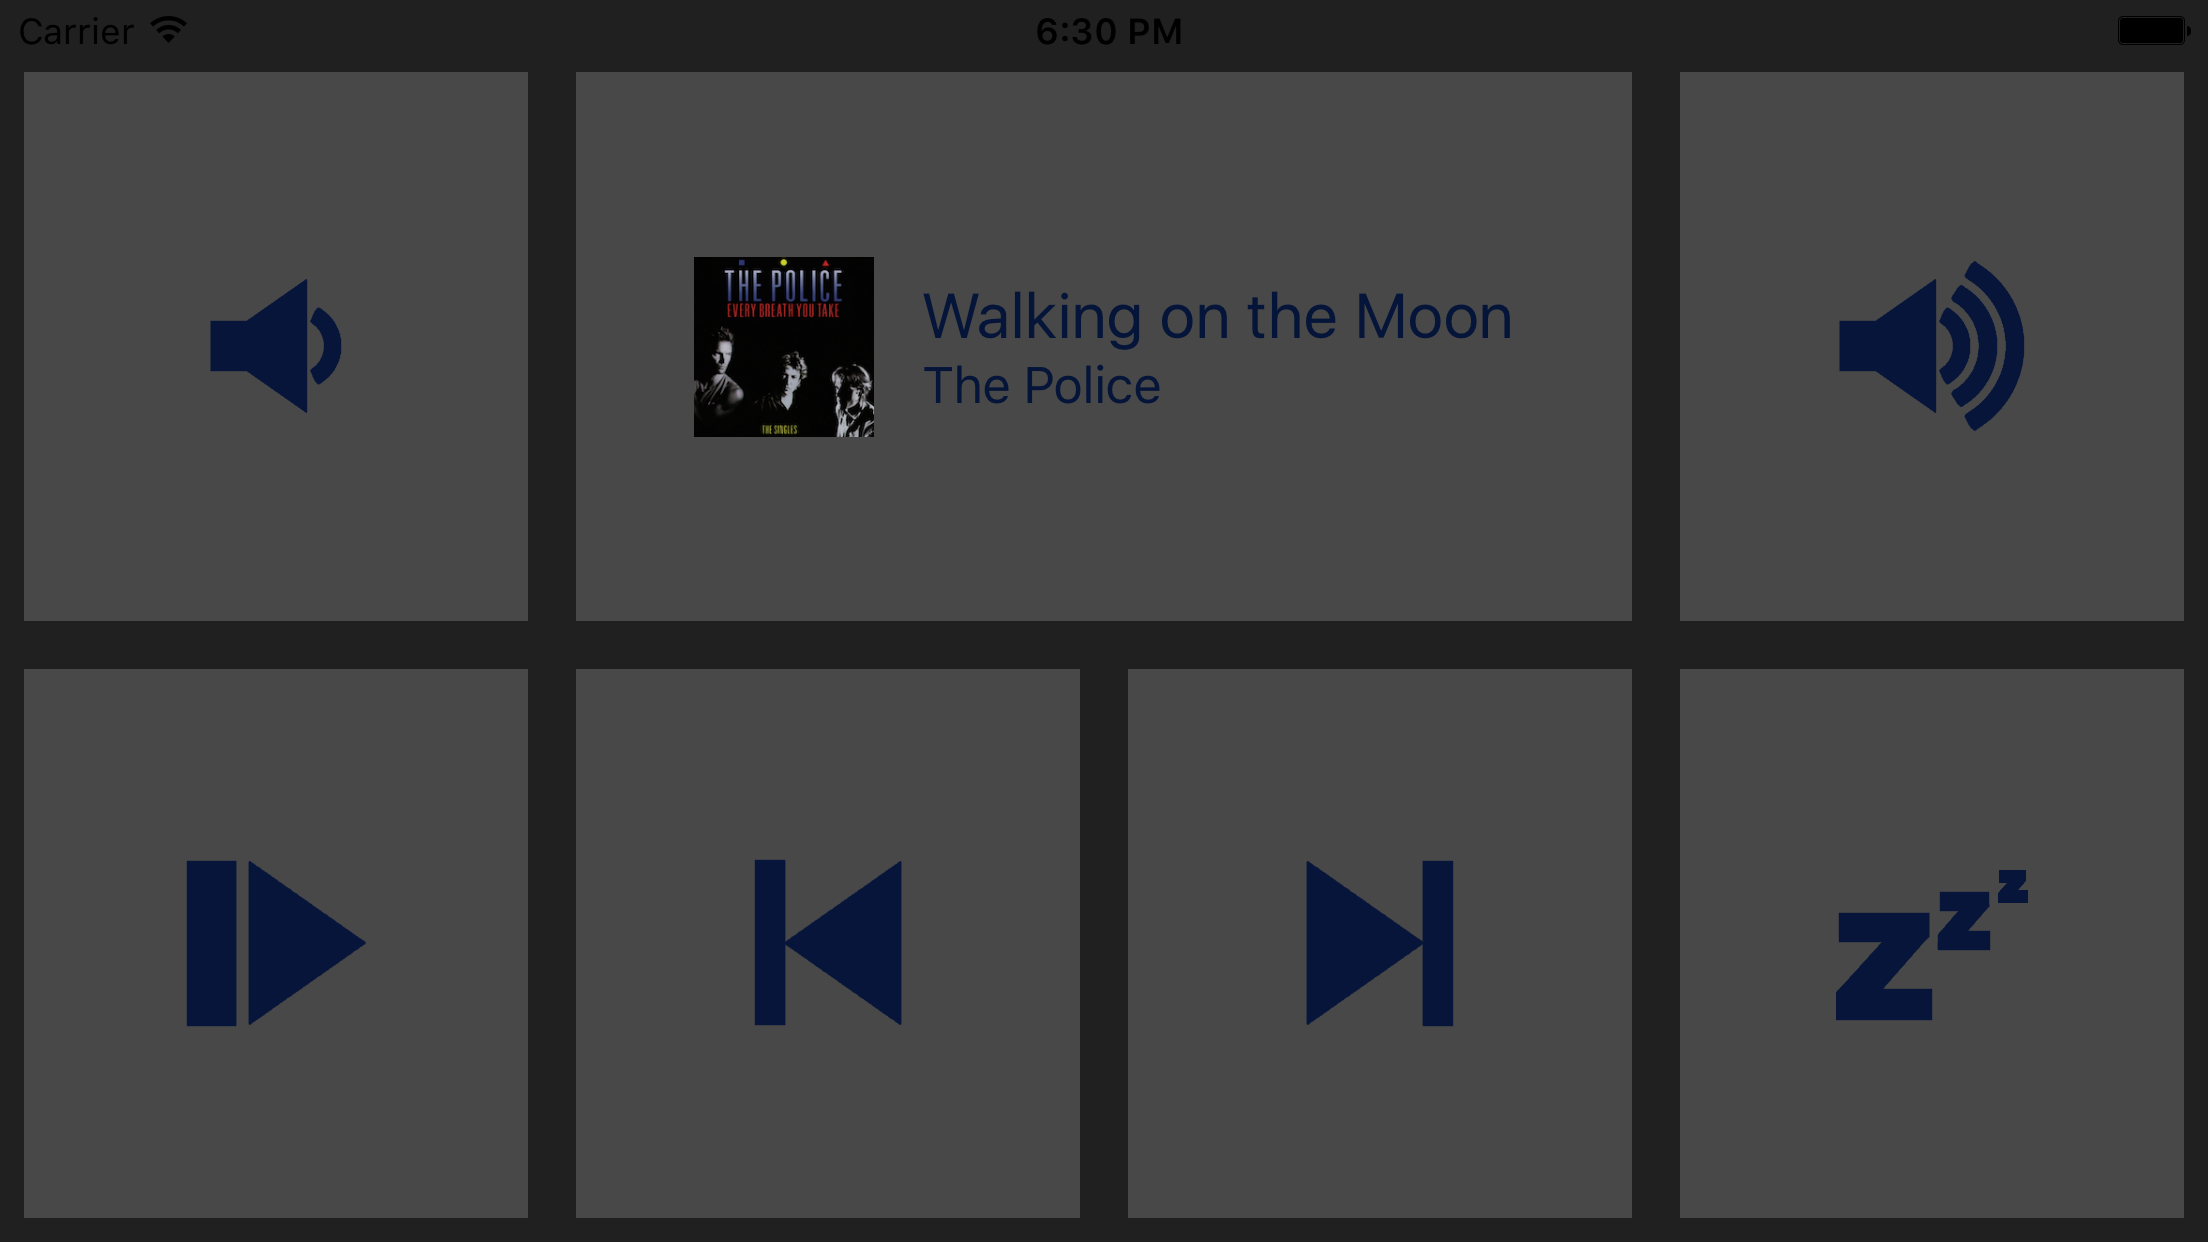 Carrier
6:30 PM
THE POLICE
EVERY BREATH YOU TAKE
THE SINGLES
Walking on the Moon
The Police
z z z